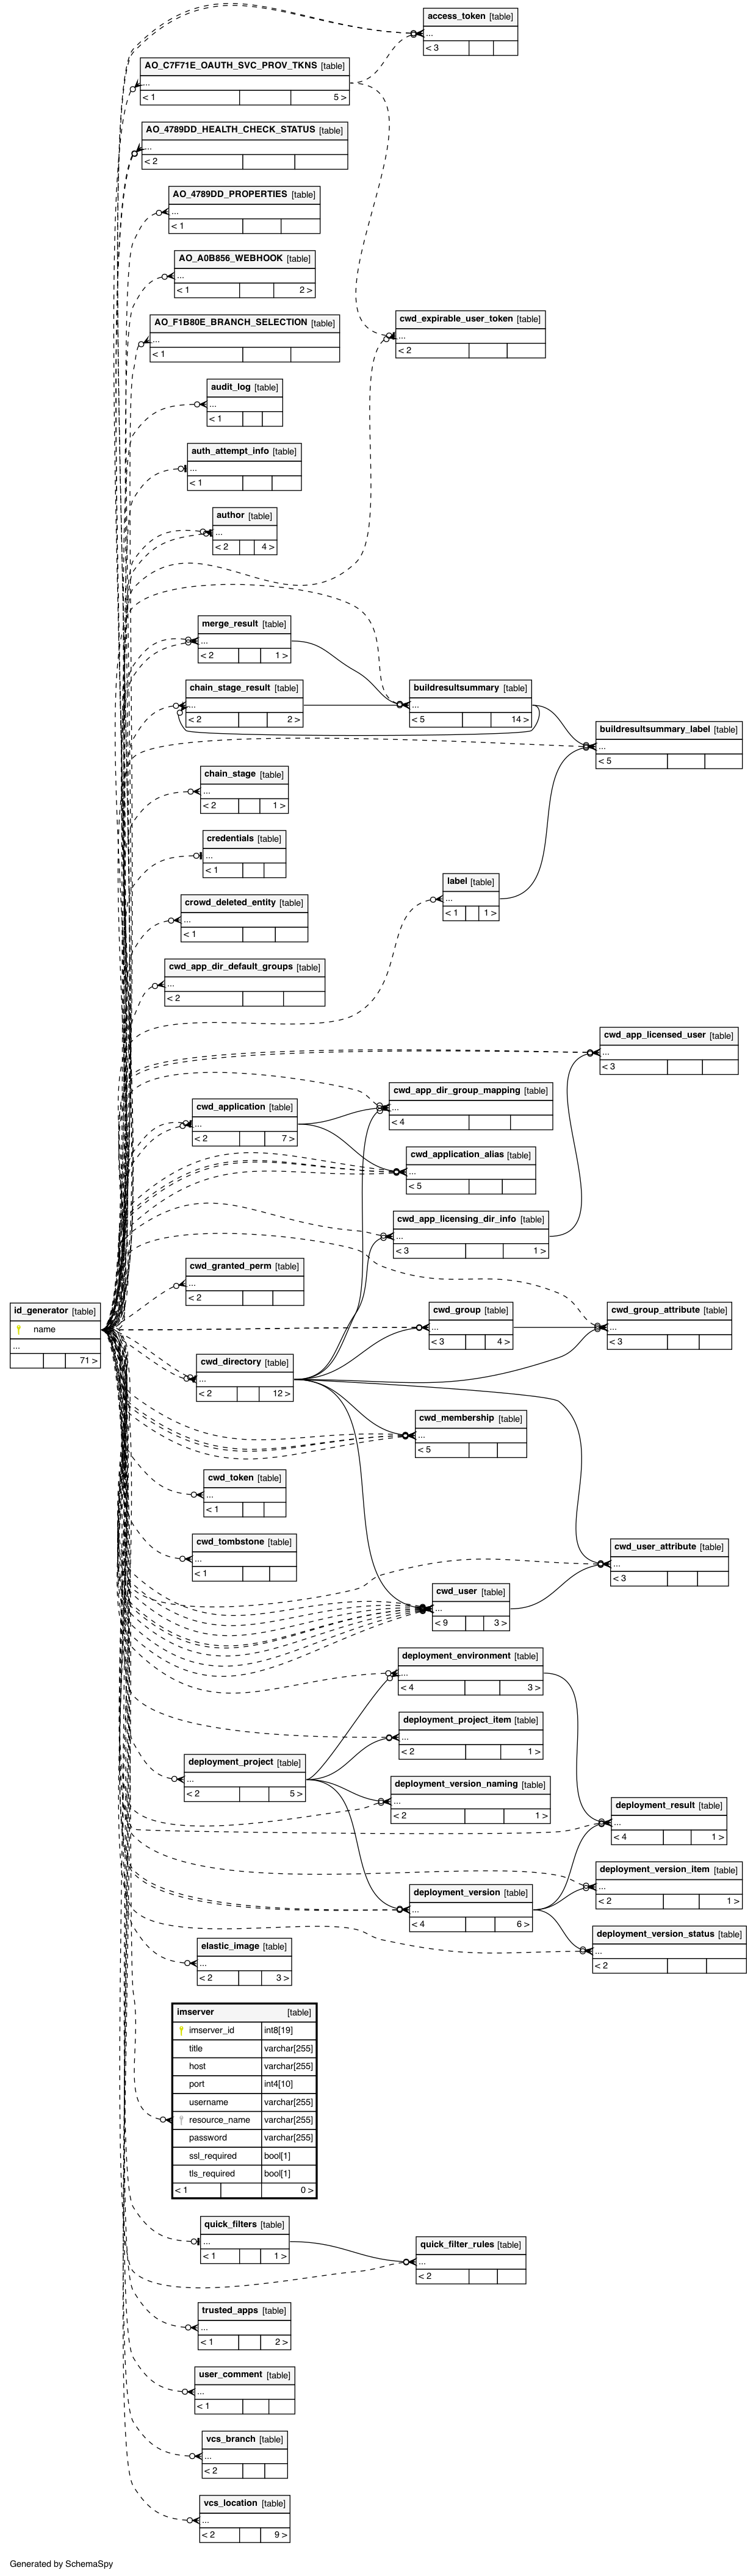 access_token [table]
...
< 3
AO_C7F71E_OAUTH_SVC_PROV_TKNS [table]
...
< 1 5 >
AO_4789DD_HEALTH_CHECK_STATUS [table]
...
< 2
AO_4789DD_PROPERTIES [table]
...
< 1
AO_A0B856_WEBHOOK [table]
...
< 1 2 >
AO_F1B80E_BRANCH_SELECTION [table]
...
< 1
cwd_expirable_user_token [table]
...
< 2
audit_log [table]
...
< 1
auth_attempt_info [table]
...
< 1
author [table]
...
< 2 4 >
merge_result [table]
...
< 2 1 >
chain_stage_result [table]
...
< 2 2 >
buildresultsummary [table]
...
< 5 14 >
buildresultsummary_label [table]
...
< 5
chain_stage [table]
...
< 2 1 >
credentials [table]
...
< 1
label [table]
...
< 1 1 >
crowd_deleted_entity [table]
...
< 1
cwd_app_dir_default_groups [table]
...
< 2
cwd_app_licensed_user [table]
...
< 3
cwd_app_dir_group_mapping [table]
...
< 4
cwd_application [table]
...
< 2 7 >
cwd_application_alias [table]
...
< 5
cwd_app_licensing_dir_info [table]
...
< 3 1 >
cwd_granted_perm [table]
...
< 2
id_generator [table]
name
...
71 >
cwd_group [table]
...
< 3 4 >
cwd_group_attribute [table]
...
< 3
cwd_directory [table]
...
< 2 12 >
cwd_membership [table]
...
< 5
cwd_token [table]
...
< 1
cwd_tombstone [table]
...
< 1
cwd_user_attribute [table]
...
< 3
cwd_user [table]
...
< 9 3 >
deployment_environment [table]
...
< 4 3 >
deployment_project_item [table]
...
< 2 1 >
deployment_project [table]
...
< 2 5 >
deployment_version_naming [table]
...
< 2 1 >
deployment_result [table]
...
< 4 1 >
deployment_version_item [table]
...
< 2 1 >
deployment_version [table]
...
< 4 6 >
deployment_version_status [table]
...
< 2
elastic_image [table]
...
< 2 3 >
imserver [table]
imserver_id int8[19]
title varchar[255]
host varchar[255]
port int4[10]
username varchar[255]
resource_name varchar[255]
password varchar[255]
ssl_required bool[1]
tls_required bool[1]
< 1 0 >
quick_filters [table]
...
< 1 1 >
quick_filter_rules [table]
...
< 2
trusted_apps [table]
...
< 1 2 >
user_comment [table]
...
< 1
vcs_branch [table]
...
< 2
vcs_location [table]
...
< 2 9 >
Generated by SchemaSpy